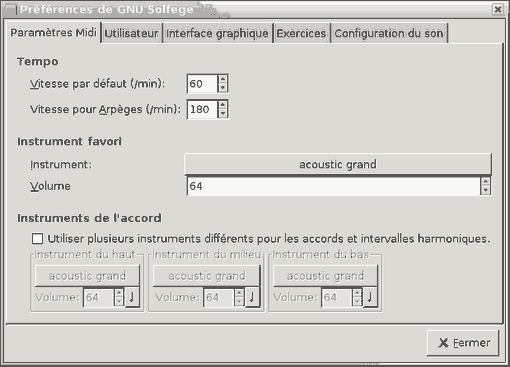 Préférences de GNU Solfege
Paramètres Midi Utilisateur Interface graphique Exercices Configuration du son
Tempo
Vitesse par défaut (/min): 60
Vitesse pour Arpèges (/min): 180
Instrument favori
Instrument: acoustic grand
Volume 64
Instruments de l'accord
Utiliser plusieurs instruments différents pour les accords et intervalles harmoniques.
Instrument du haut Instrument du milieu Instrument du bas
acoustic grand acoustic grand acoustic grand
Volume: 64 Volume: 64 Volume: 64
Fermer